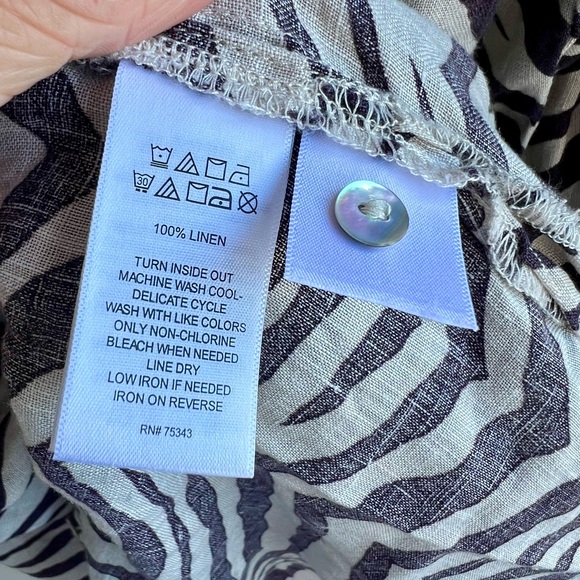 30
100% LINEN
TURN INSIDE OUT
MACHINE WASH COOL-
DELICATE CYCLE
WASH WITH LIKE COLORS
ONLY NON-CHLORINE
BLEACH WHEN NEEDED
LINE DRY
LOW IRON IF NEEDED
IRON ON REVERSE
RN# 75343